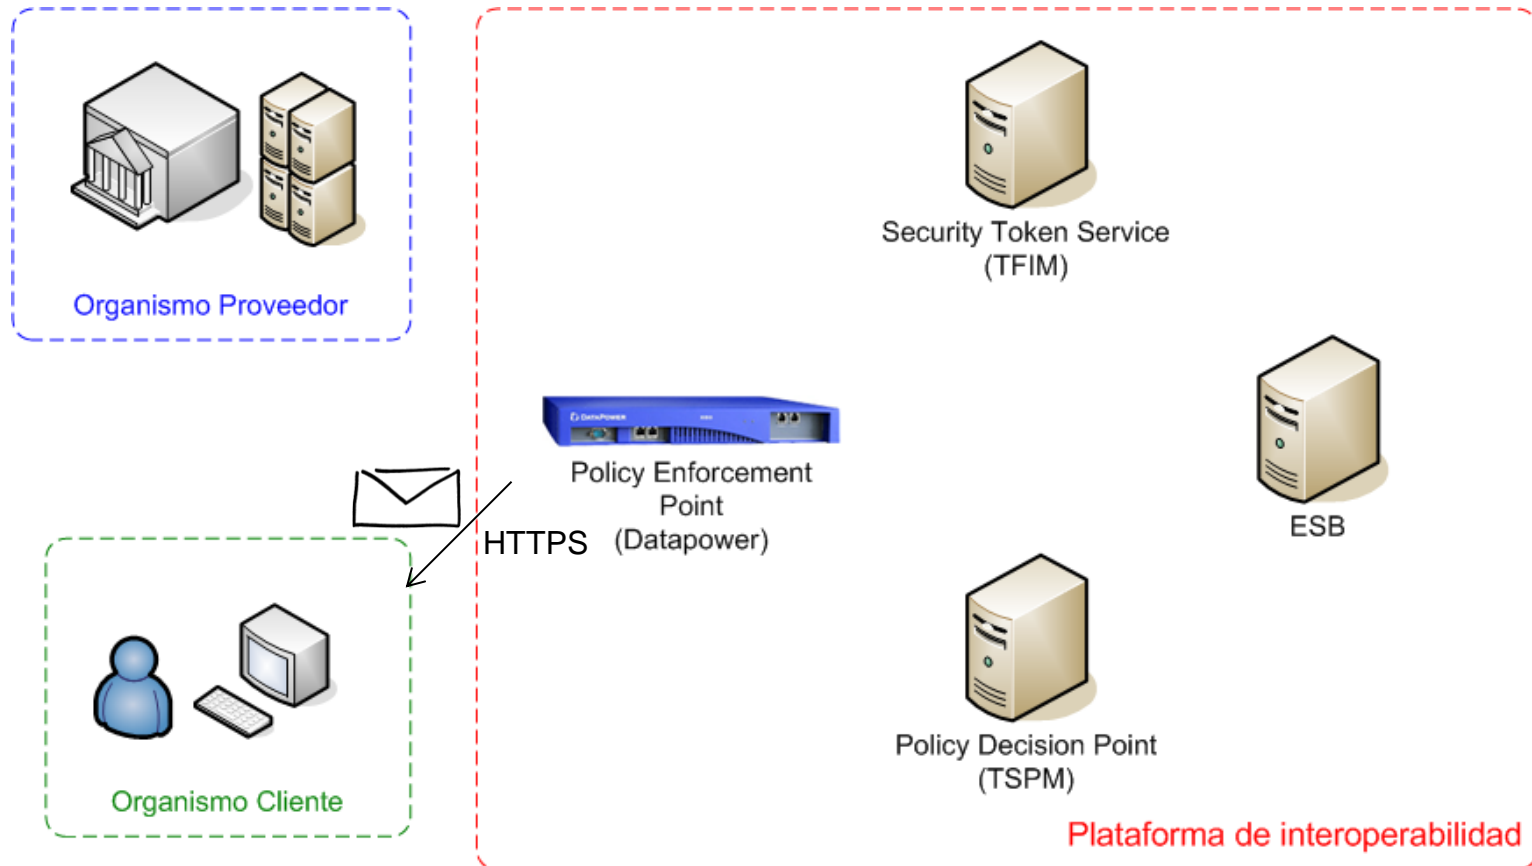 Organismo Proveedor
Security Token Service
(TFIM)
DATAPOWER
Policy Enforcement
Point
(Datapower)
HTTPS
ESB
Organismo Cliente
Policy Decision Point
(TSPM)
Plataforma de interoperabilidad